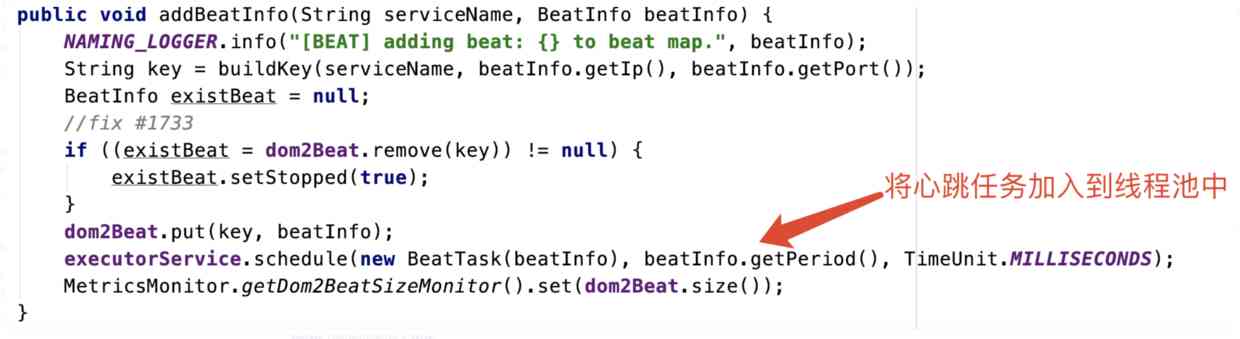 public void addBeatInfo(String serviceName, BeatInfo beatInfo) {
NAMING_LOGGER.info("[BEAT] adding beat: {} to beat map.", beatInfo);
String key = buildKey(serviceName, beatInfo.getIp(), beatInfo.getPort());
BeatInfo existBeat = null;
//fix #1733
if ((existBeat = dom2Beat.remove(key)) != null) {
existBeat.setStopped(true);
}
将心跳任务加入到线程池中
dom2Beat.put(key, beatInfo);
executorService.schedule(new BeatTask(beatInfo), beatInfo.getPeriod(), TimeUnit.MILLISECONDS);
MetricsMonitor.getDom2BeatSizeMonitor().set(dom2Beat.size());
}